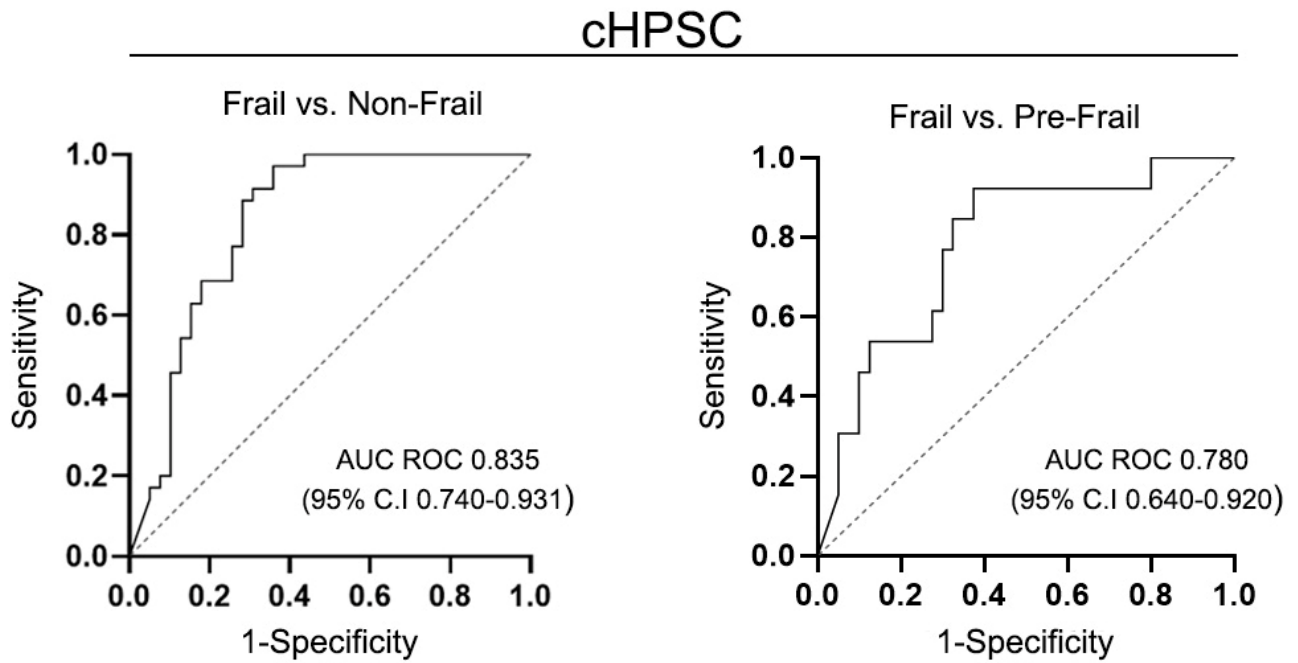 cHPSC
Frail vs. Non-Frail
1.0
0.8
0.6
0.4
0.2
0.0
Sensitivity
AUC ROC 0.835
(95% C.I 0.740-0.931)
0.0 0.2 0.4 0.6 0.8 1.0
1-Specificity
Frail vs. Pre-Frail
1.0
0.8
0.6
0.4
0.2
0.0
Sensitivity
AUC ROC 0.780
(95% C.I 0.640-0.920)
0.0 0.2 0.4 0.6 0.8 1.0
1-Specificity